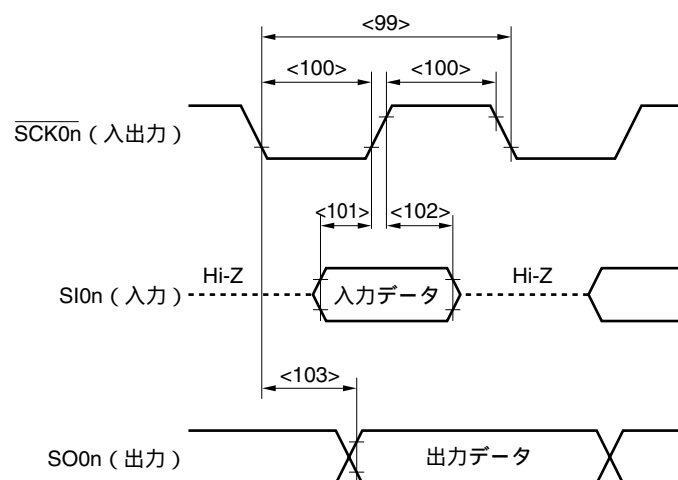 <99>
<100> <100>
SCK0n（入出力）
<101> <102>
Hi-Z Hi-Z
SI0n（入力） 入力データ
<103>
SO0n（出力） 出力データ